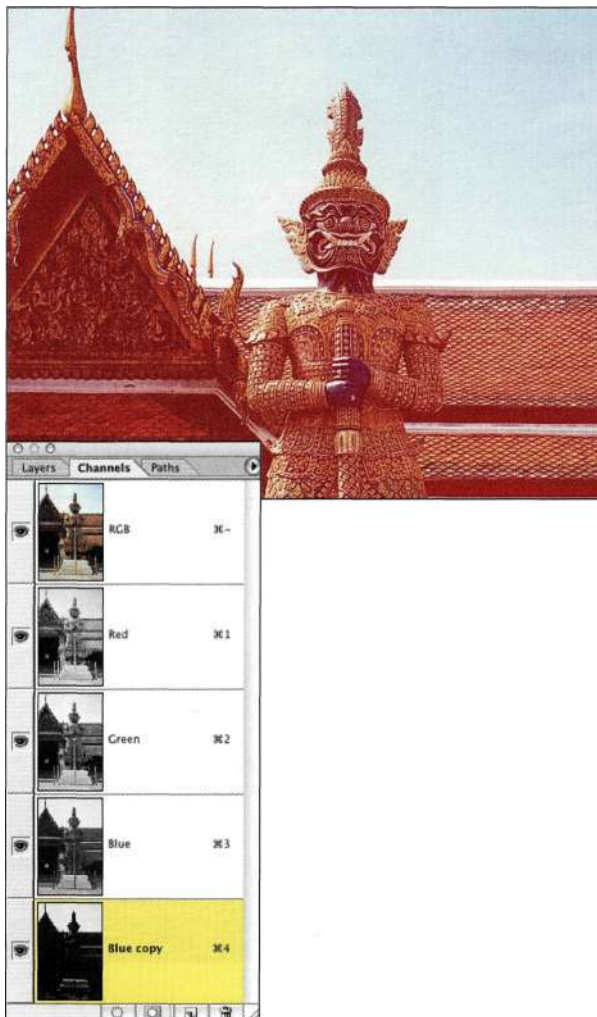 Layers Channels Paths
RGB ⌘~
Red ⌘1
Green ⌘2
Blue ⌘3
Blue copy ⌘4